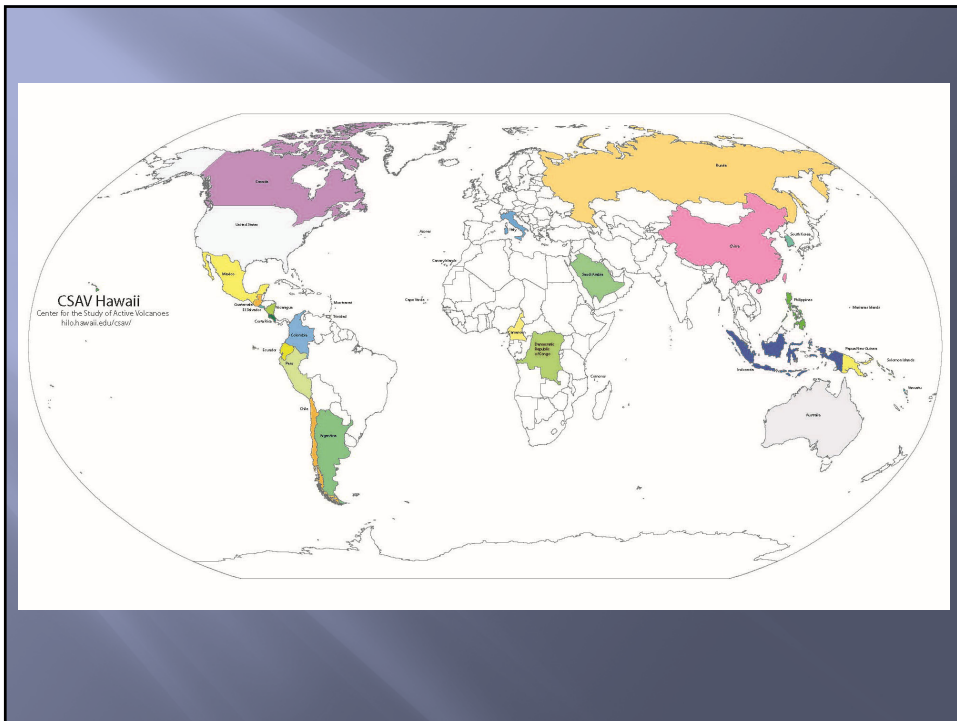 Canada
Russia
United States
Azores
Italy
China
South Korea
Canary Islands
Mexico
Saudi Arabia
CSAV Hawaii
Center for the Study of Active Volcanoes
hilo.hawaii.edu/csav/
Guatemala
El Salvador
Nicaragua
Costa Rica
Montserrat
Trinidad
Cape Verde
Philippines
Marianas Islands
Colombia
Cameroon
Ecuador
Democratic
Republic
of Congo
Papua New Guinea
Solomon Islands
Peru
Indonesia
Comoros
Vanuatu
Chile
Argentina
Australia